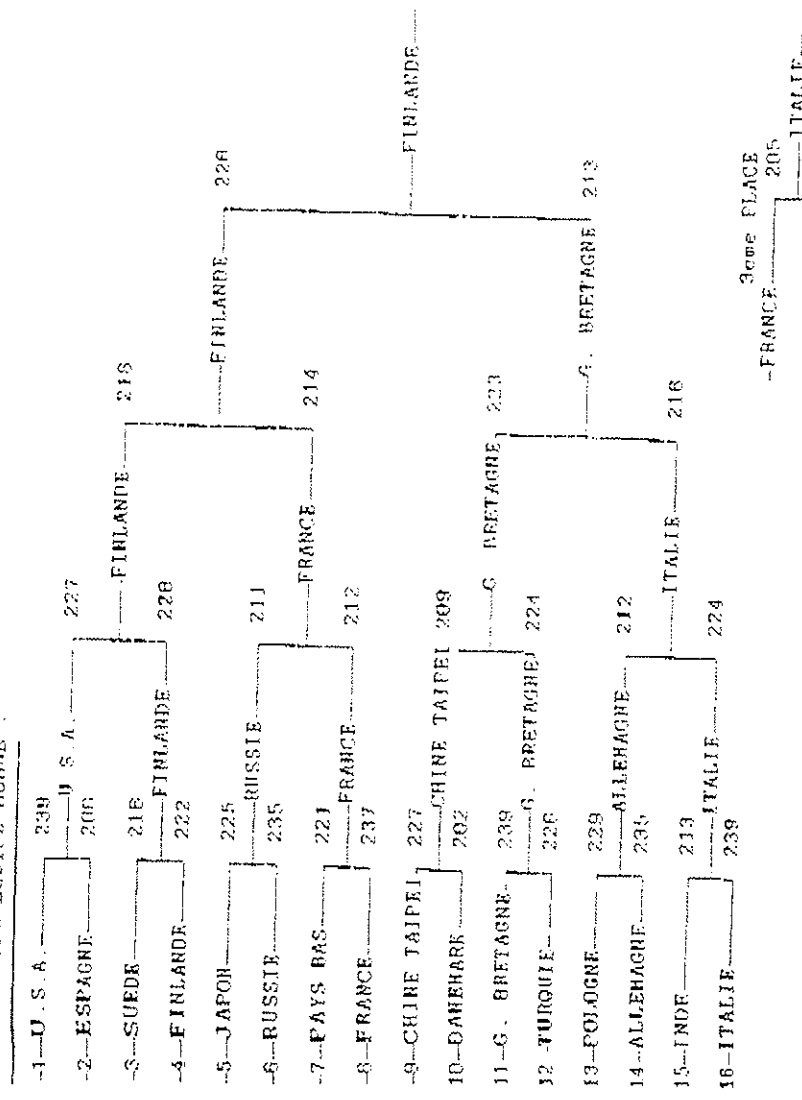 -1-U.S.A. 239
U.S.A. 227
-2-ESPAGNE
FINLANDE 216
-3-SUEDE 218
FINLANDE 228
-4-FINLANDE 222
FINLANDE
-5-JAPON 225
RUSSIE 211
-6-RUSSIE 235
FRANCE 214
-7-PAYS BAS 221
FRANCE 212
-8-FRANCE 237
FINLANDE
-9-CHINE TAIPEI 227
CHINE TAIPEI 209
10-DANEMARK 202
G. BRETAGNE 223
11-G. BRETAGNE 239
G. BRETAGNE 224
12-TURQUIE 226
G. BRETAGNE 213
13-POLOGNE 229
ALLEMAGNE 212
14-ALLEMAGNE 235
ITALIE 216
15-INDE 213
ITALIE 224
16-ITALIE 239
3eme PLACE
-FRANCE 205
ITALIE